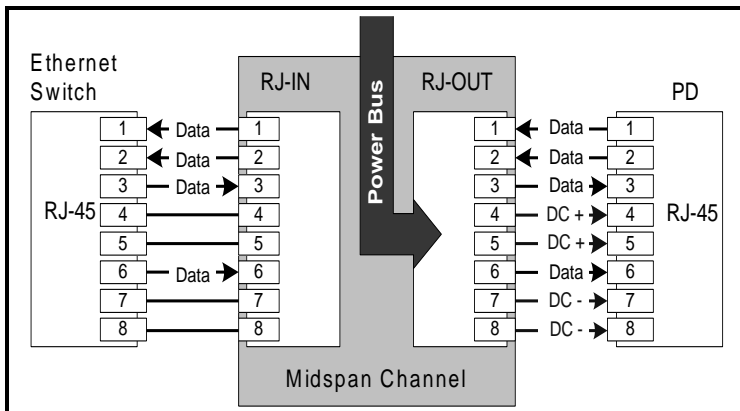 Ethernet
Switch
RJ-IN
RJ-OUT
PD
Power Bus
RJ-45
RJ-45
1 Data 1
2 Data 2
3 Data 3
4 4
5 5
6 Data 6
7 7
8 8
1 Data 1
2 Data 2
3 Data 3
4 DC + 4
5 DC + 5
6 Data 6
7 DC - 7
8 DC - 8
Midspan Channel